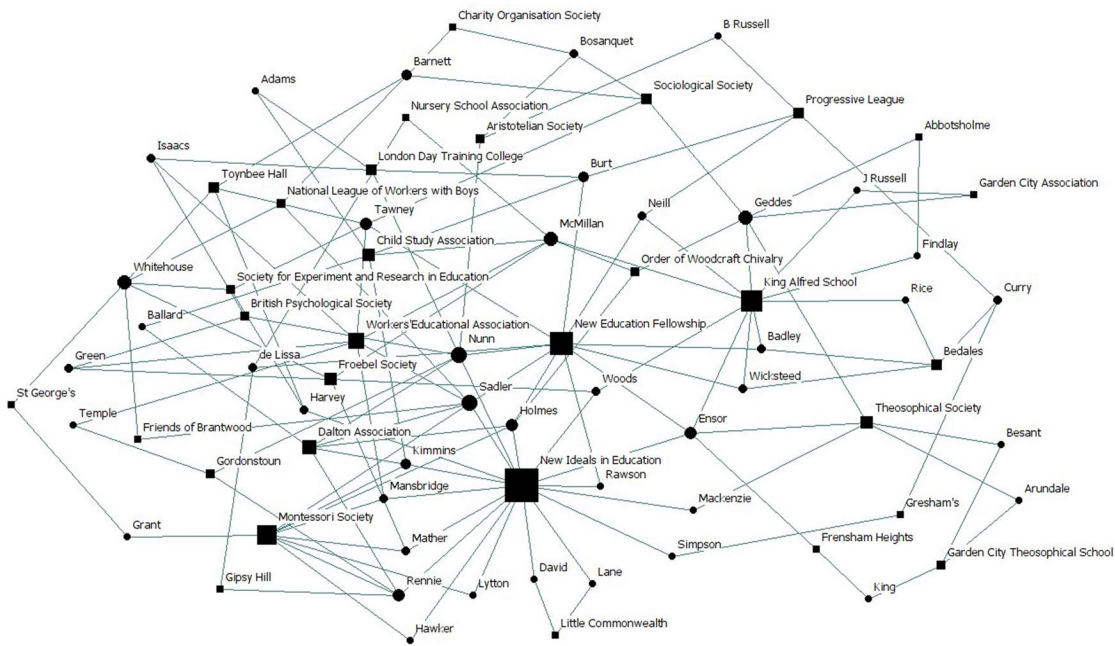 Charity Organisation Society
B Russell
Bosanquet
Barnett
Adams
Sociological Society
Nursery School Association
Progressive League
Aristotelian Society
Abbotsholme
Isaacs
London Day Training College
Burt
Toynbee Hall
J Russell
Garden City Association
National League of Workers with Boys
Tawney
Neill
Geddes
McMillan
Child Study Association
Findlay
Order of Woodcraft Chivalry
Whitehouse
Society for Experiment and Research in Education
King Alfred School
Rice
Curry
British Psychological Society
Ballard
Workers'Educational Association
New Education Fellowship
Nunn
Badley
Green
de Lissa
Bedales
Froebel Society
Wicksteed
Woods
Sadler
St George's
Harvey
Temple
Holmes
Theosophical Society
Friends of Brantwood
Dalton Association
Ensor
Besant
Kimmins
Gordonstoun
New Ideals in Education
Rawson
Mansbridge
Mackenzie
Arundale
Gresham's
Montessori Society
Grant
Mather
Simpson
Frensham Heights
Garden City Theosophical School
Gipsy Hill
Rennie
Lytton
David
Lane
King
Hawker
Little Commonwealth